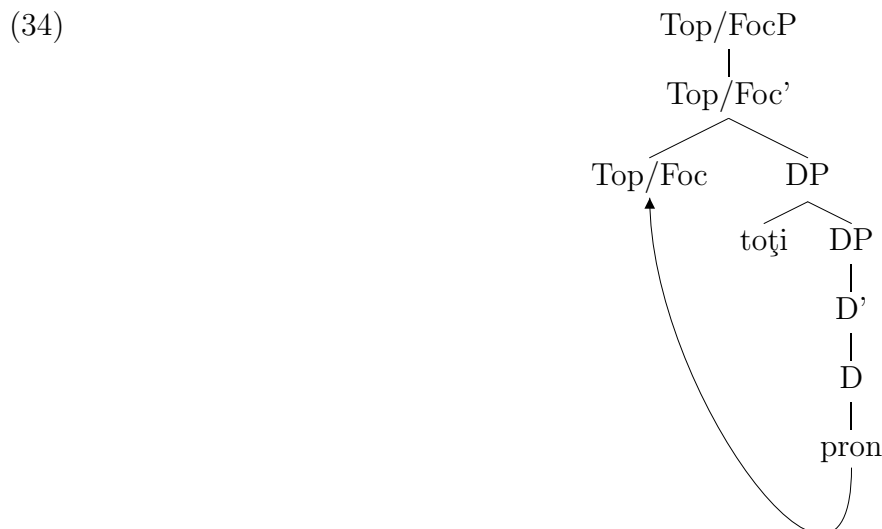 (34) Top/FocP
Top/Foc'
Top/Foc DP
toţi DP
D'
D
pron